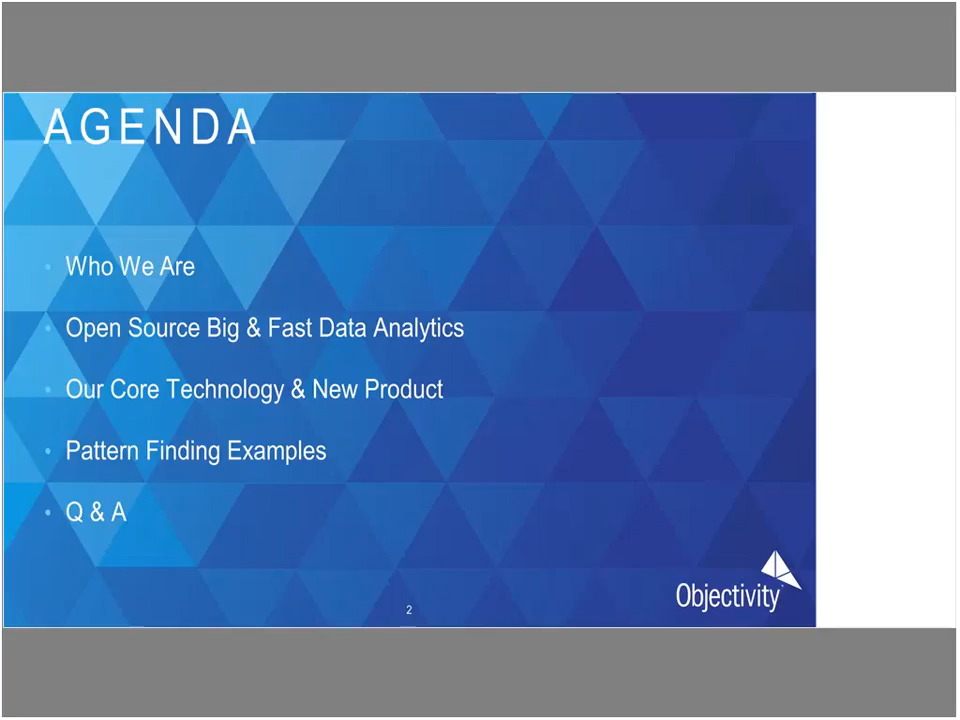 AGENDA
• Who We Are
• Open Source Big & Fast Data Analytics
• Our Core Technology & New Product
• Pattern Finding Examples
• Q & A
2
Objectivity